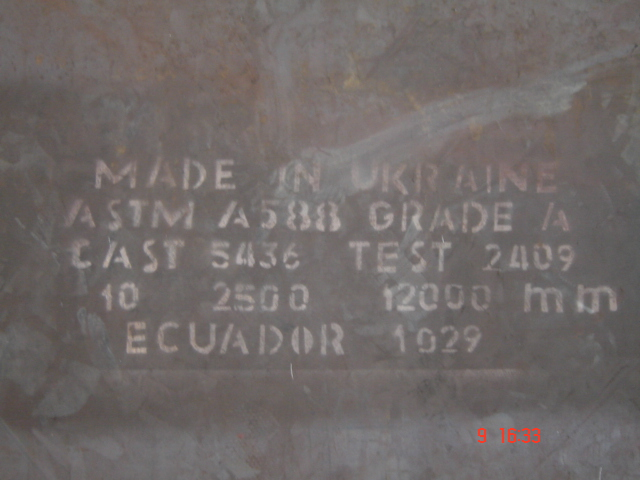 MADE IN UKRAINE
ASTM A588 GRADE A
CAST 5436 TEST 2409
10 2500 12000 mm
ECUADOR 1029
9 16:33